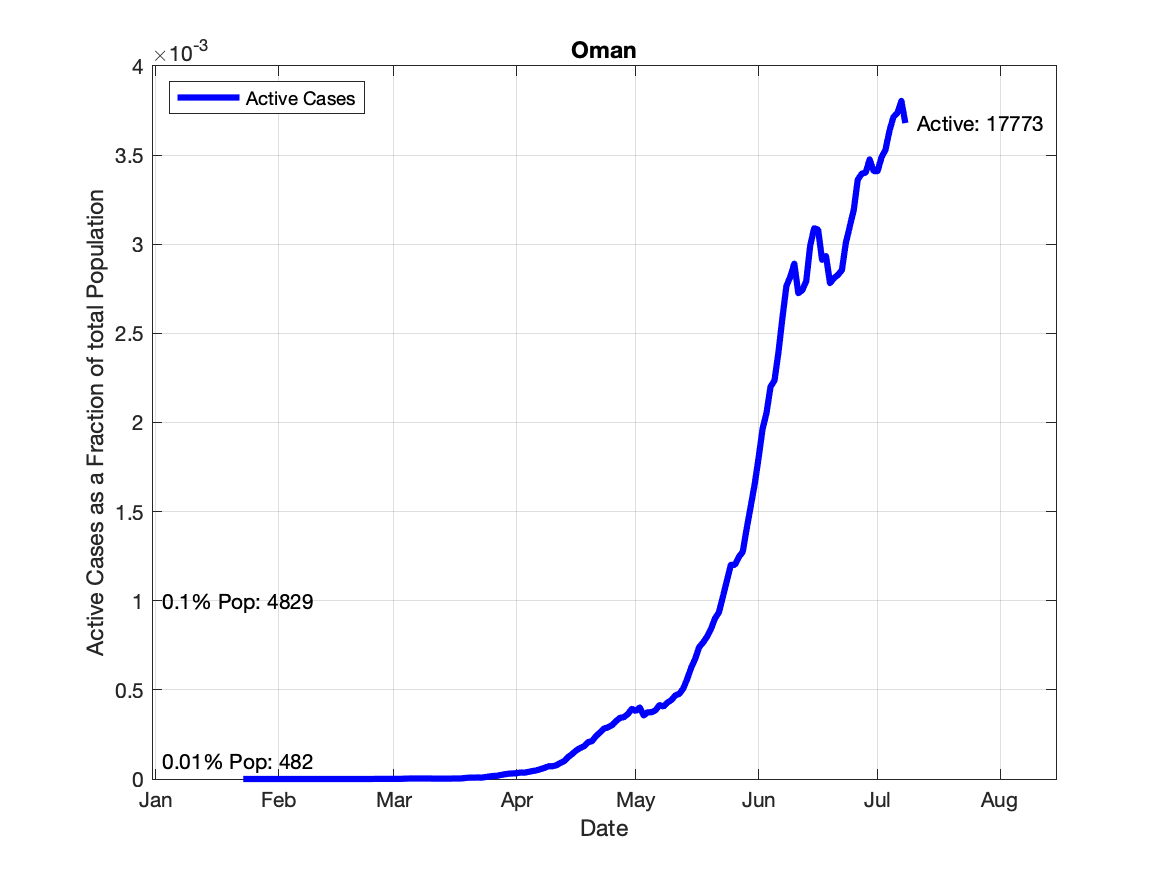 Oman
×10-3
4
3.5
3
2.5
2
1.5
1
0.5
0
Active Cases as a Fraction of total Population
Active Cases
Active: 17773
0.1% Pop: 4829
0.01% Pop: 482
Jan Feb Mar Apr May Jun Jul Aug
Date